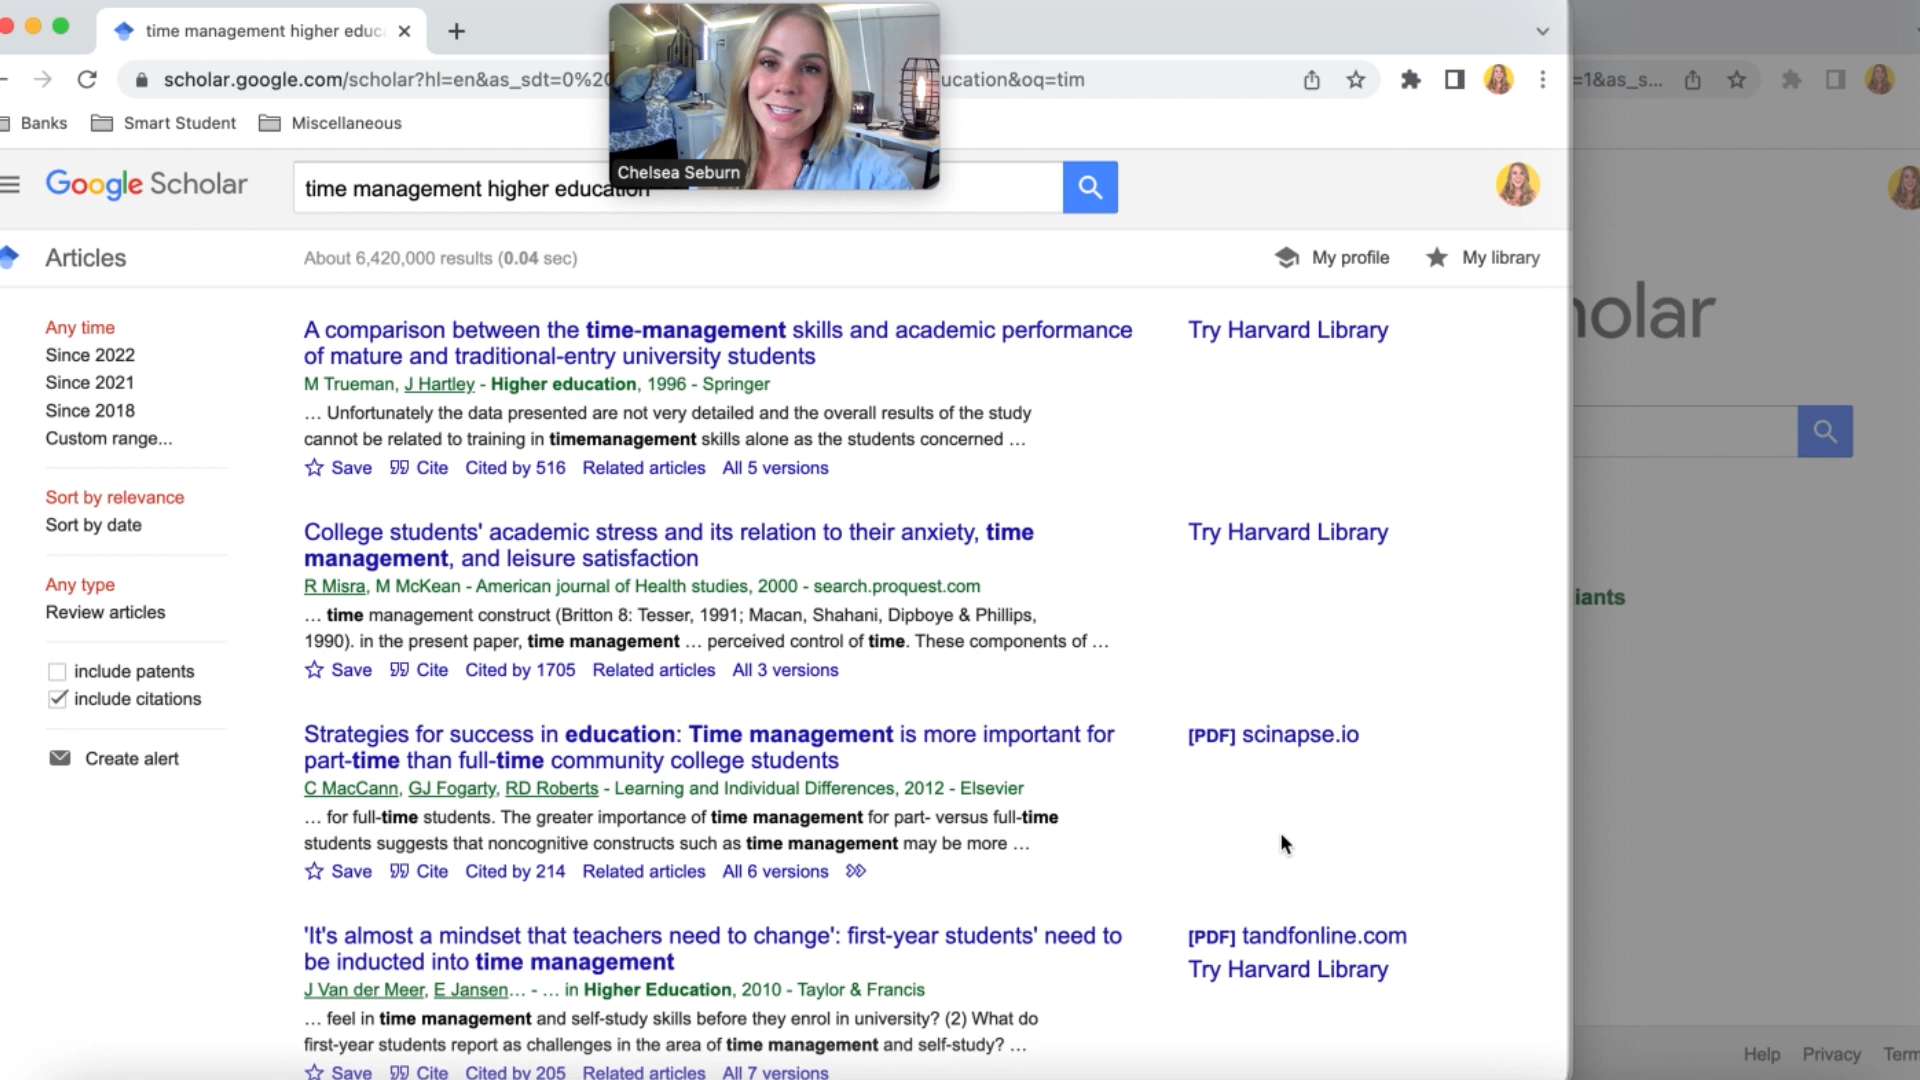 time management higher educ
scholar.google.com/scholar?hl=en&as_sdt=0%20
ucation&oq=tim
=1&as_s...
Banks
Smart Student
Miscellaneous
Chelsea Seburn
Google Scholar
time management higher education
holar
Articles
About 6,420,000 results (0.04 sec)
My profile
My library
Any time
Since 2022
Since 2021
Since 2018
Custom range...
Sort by relevance
Sort by date
Any type
Review articles
include patents
include citations
Create alert
A comparison between the time-management skills and academic performance
of mature and traditional-entry university students
M Trueman, J Hartley - Higher education, 1996 - Springer
... Unfortunately the data presented are not very detailed and the overall results of the study
cannot be related to training in timemanagement skills alone as the students concerned ...
Save Cite Cited by 516 Related articles All 5 versions
Try Harvard Library
College students' academic stress and its relation to their anxiety, time
management, and leisure satisfaction
R Misra, M McKean - American journal of Health studies, 2000 - search.proquest.com
... time management construct (Britton 8: Tesser, 1991; Macan, Shahani, Dipboye & Phillips,
1990). in the present paper, time management ... perceived control of time. These components of ...
Save Cite Cited by 1705 Related articles All 3 versions
Try Harvard Library
Strategies for success in education: Time management is more important for
part-time than full-time community college students
C MacCann, GJ Fogarty, RD Roberts - Learning and Individual Differences, 2012 - Elsevier
... for full-time students. The greater importance of time management for part- versus full-time
students suggests that noncognitive constructs such as time management may be more ...
Save Cite Cited by 214 Related articles All 6 versions
[PDF] scinapse.io
'It's almost a mindset that teachers need to change': first-year students' need to
be inducted into time management
J Van der Meer, E Jansen... - ... in Higher Education, 2010 - Taylor & Francis
... feel in time management and self-study skills before they enrol in university? (2) What do
first-year students report as challenges in the area of time management and self-study? ...
Save Cite Cited by 205 Related articles All 7 versions
[PDF] tandfonline.com
Try Harvard Library
iants
Help Privacy Term